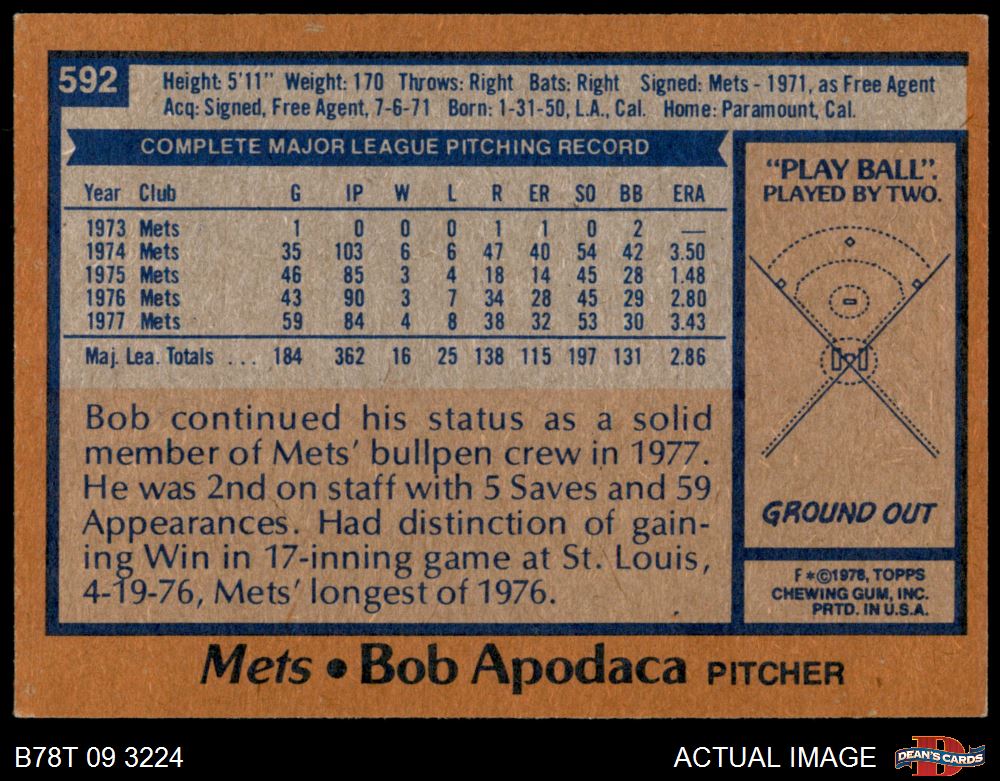 592
Height: 5'11" Weight: 170 Throws: Right Bats: Right Signed: Mets - 1971, as Free Agent
Acq: Signed, Free Agent, 7-6-71 Born: 1-31-50, L.A., Cal. Home: Paramount, Cal.
COMPLETE MAJOR LEAGUE PITCHING RECORD
Year Club G IP W L R ER SO BB ERA
1973 Mets 1 0 0 0 1 1 0 2 —
1974 Mets 35 103 6 6 47 40 54 42 3.50
1975 Mets 46 85 3 4 18 14 45 28 1.48
1976 Mets 43 90 3 7 34 28 45 29 2.80
1977 Mets 59 84 4 8 38 32 53 30 3.43
Maj. Lea. Totals ... 184 362 16 25 138 115 197 131 2.86
Bob continued his status as a solid
member of Mets' bullpen crew in 1977.
He was 2nd on staff with 5 Saves and 59
Appearances. Had distinction of gain-
ing Win in 17-inning game at St. Louis,
4-19-76, Mets' longest of 1976.
"PLAY BALL".
PLAYED BY TWO.
GROUND OUT
F*©1978, TOPPS
CHEWING GUM, INC.
PRTD. IN U.S.A.
Mets • Bob Apodaca PITCHER
B78T 09 3224
ACTUAL IMAGE
DEAN'S CARDS